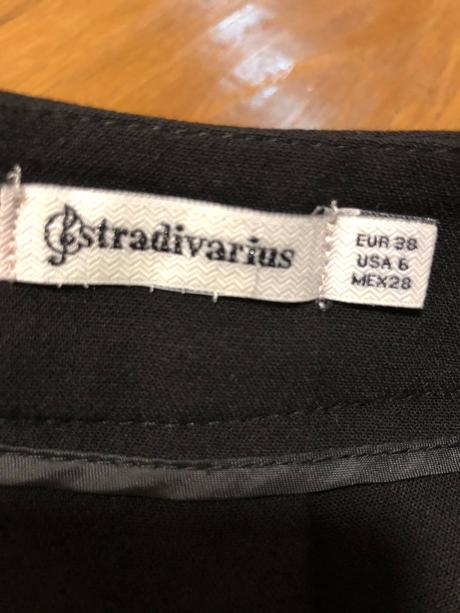 stradivarius
EUR 38
USA 6
MEX28